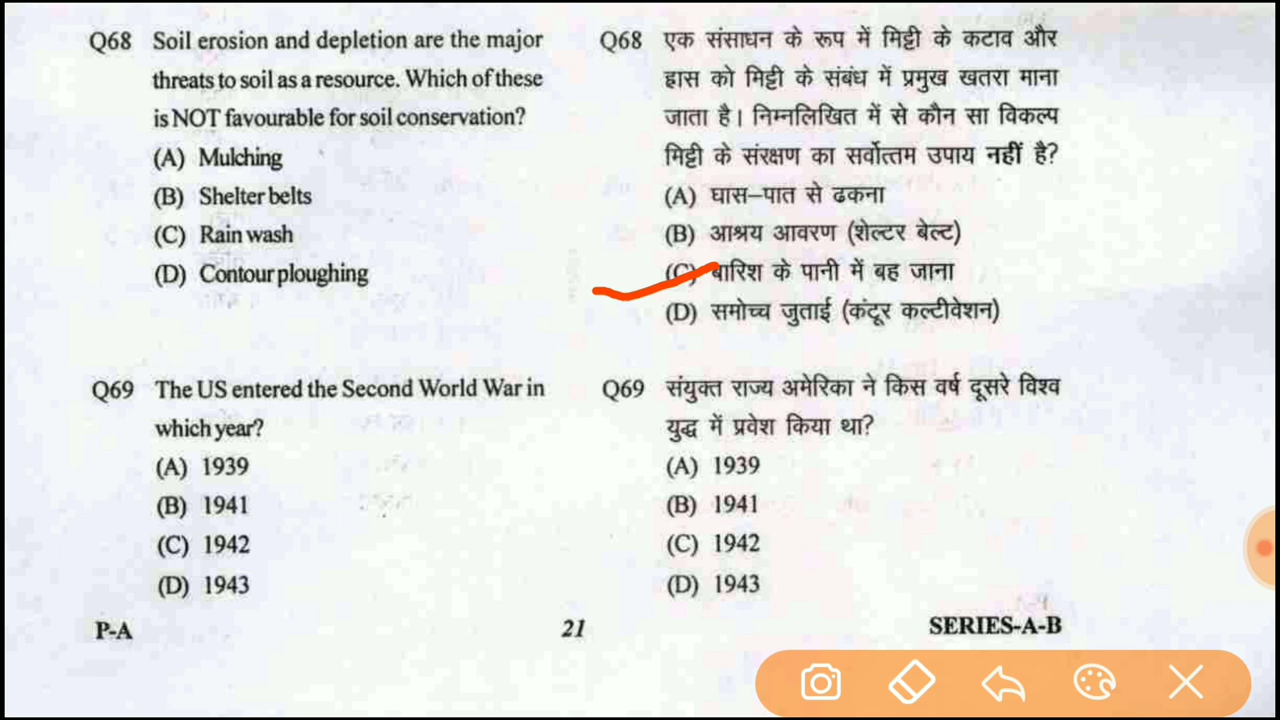 Q68 Soil erosion and depletion are the major
threats to soil as a resource. Which of these
is NOT favourable for soil conservation?
(A) Mulching
(B) Shelter belts
(C) Rain wash
(D) Contour ploughing
Q69 The US entered the Second World War in
which year?
(A) 1939
(B) 1941
(C) 1942
(D) 1943
Q68 एक संसाधन के रूप में मिट्टी के कटाव और
ह्रास को मिट्टी के संबंध में प्रमुख खतरा माना
जाता है। निम्नलिखित में से कौन सा विकल्प
मिट्टी के संरक्षण का सर्वोत्तम उपाय नहीं है?
(A) घास–पात से ढकना
(B) आश्रय आवरण (शेल्टर बेल्ट)
(C) बारिश के पानी में बह जाना
(D) समोच्च जुताई (कंटूर कल्टीवेशन)
Q69 संयुक्त राज्य अमेरिका ने किस वर्ष दूसरे विश्व
युद्ध में प्रवेश किया था?
(A) 1939
(B) 1941
(C) 1942
(D) 1943
P-A 21 SERIES-A-B